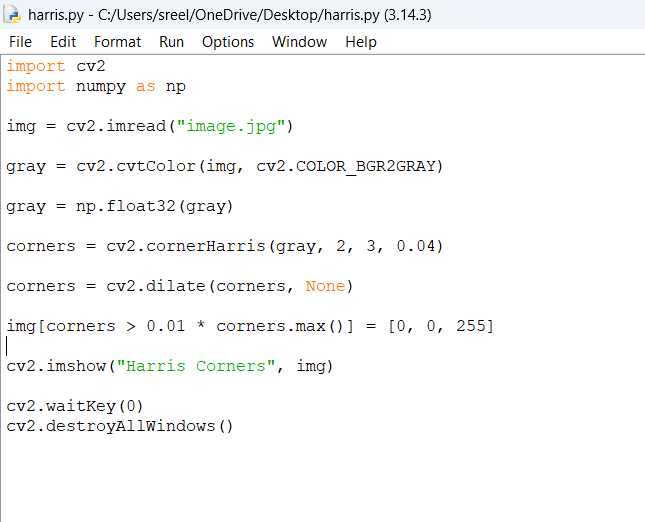 harris.py - C:/Users/sreel/OneDrive/Desktop/harris.py (3.14.3)
File Edit Format Run Options Window Help
import cv2
import numpy as np
img = cv2.imread("image.jpg")
gray = cv2.cvtColor(img, cv2.COLOR_BGR2GRAY)
gray = np.float32(gray)
corners = cv2.cornerHarris(gray, 2, 3, 0.04)
corners = cv2.dilate(corners, None)
img[corners > 0.01 * corners.max()] = [0, 0, 255]
cv2.imshow("Harris Corners", img)
cv2.waitKey(0)
cv2.destroyAllWindows()